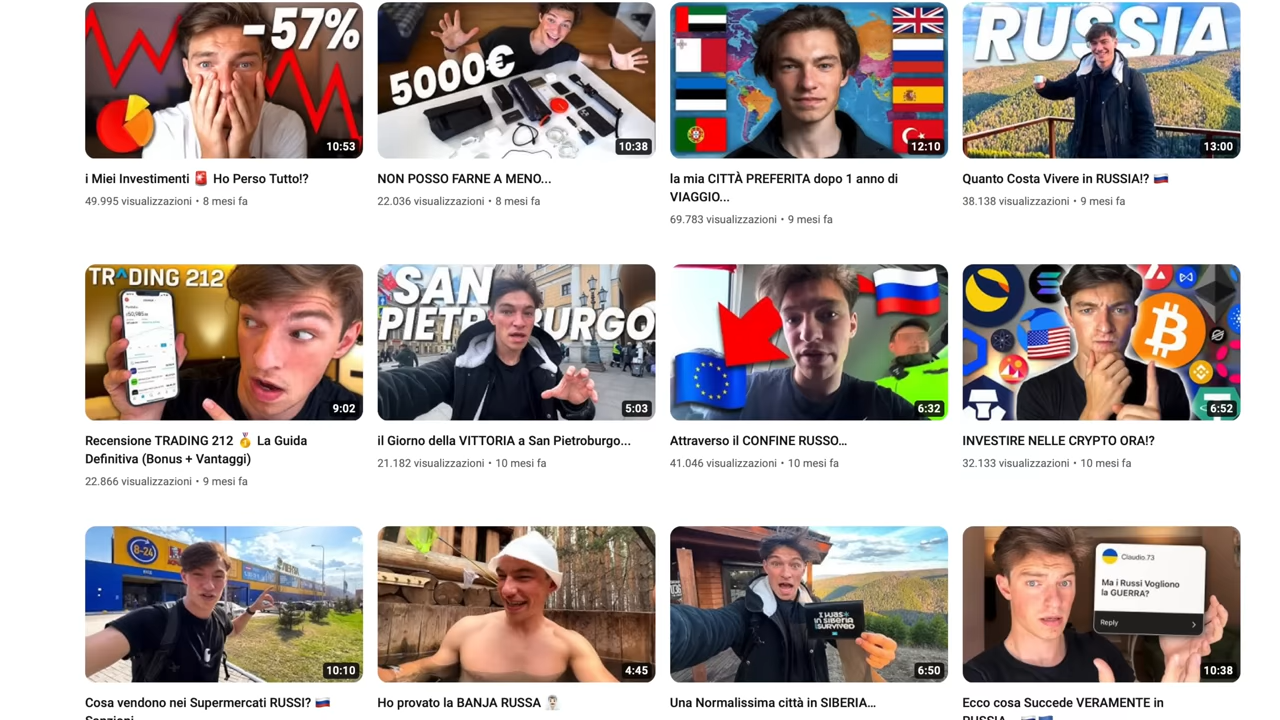 -57%
10:53
5000€
10:38
12:10
RUSSIA
13:00
i Miei Investimenti 🚨 Ho Perso Tutto!?
49.995 visualizzazioni • 8 mesi fa
NON POSSO FARNE A MENO...
22.036 visualizzazioni • 8 mesi fa
la mia CITTÀ PREFERITA dopo 1 anno di
VIAGGIO...
69.783 visualizzazioni • 9 mesi fa
Quanto Costa Vivere in RUSSIA!? 🇷🇺
38.138 visualizzazioni • 9 mesi fa
TRADING 212
9:02
SAN
PIETROBURGO
5:03
6:32
6:52
Recensione TRADING 212 🥇 La Guida
Definitiva (Bonus + Vantaggi)
22.866 visualizzazioni • 9 mesi fa
il Giorno della VITTORIA a San Pietroburgo...
21.182 visualizzazioni • 10 mesi fa
Attraverso il CONFINE RUSSO...
41.046 visualizzazioni • 10 mesi fa
INVESTIRE NELLE CRYPTO ORA!?
32.133 visualizzazioni • 10 mesi fa
8-24
10:10
4:45
I WAS
IN SIBERIA
SURVIVED
6:50
Claudio.73
Ma i Russi Vogliono
la GUERRA?
Reply
10:38
Cosa vendono nei Supermercati RUSSI? 🇷🇺
Sanzioni
Ho provato la BANJA RUSSA
Una Normalissima città in SIBERIA...
Ecco cosa Succede VERAMENTE in
RUSSIA...